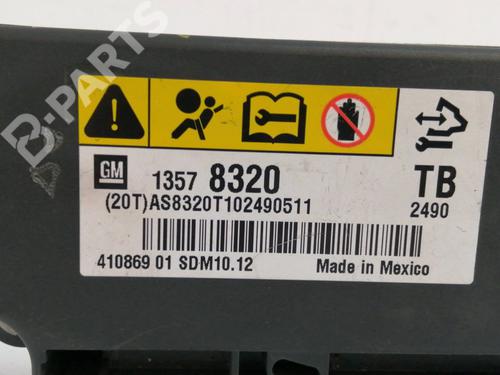 B-PARTS
GM
1357 8320
TB
(20T)AS8320T102490511
2490
410869 01 SDM10.12
Made in Mexico